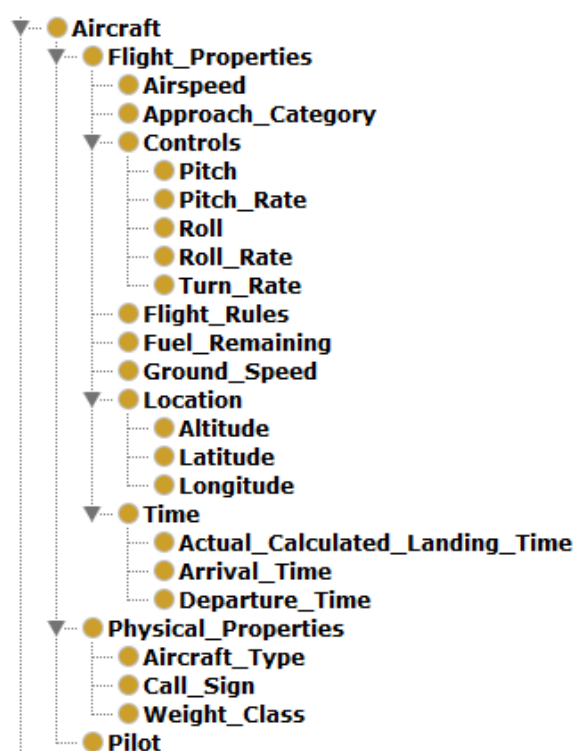 Aircraft
Flight_Properties
Airspeed
Approach_Category
Controls
Pitch
Pitch_Rate
Roll
Roll_Rate
Turn_Rate
Flight_Rules
Fuel_Remaining
Ground_Speed
Location
Altitude
Latitude
Longitude
Time
Actual_Calculated_Landing_Time
Arrival_Time
Departure_Time
Physical_Properties
Aircraft_Type
Call_Sign
Weight_Class
Pilot